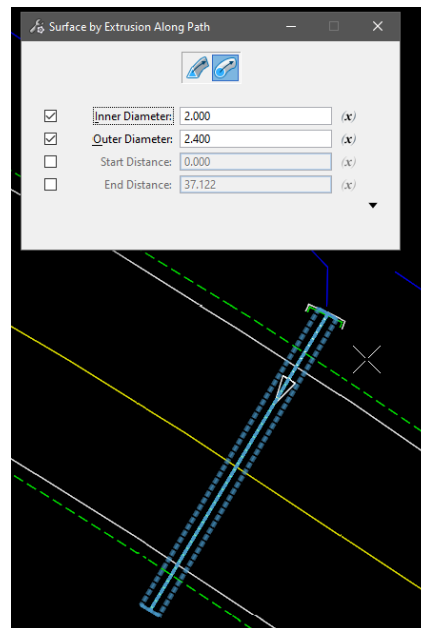 Surface by Extrusion Along Path
Inner Diameter: 2.000 (x)
Outer Diameter: 2.400 (x)
Start Distance: 0.000 (x)
End Distance: 37.122 (x)